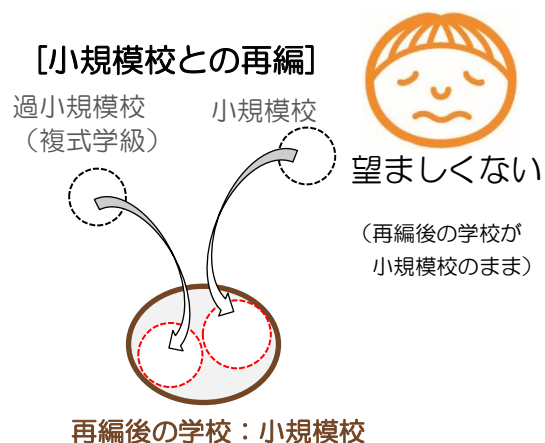 [小規模校との再編]
過小規模校
（複式学級）
小規模校
望ましくない
（再編後の学校が
小規模校のまま）
再編後の学校：小規模校